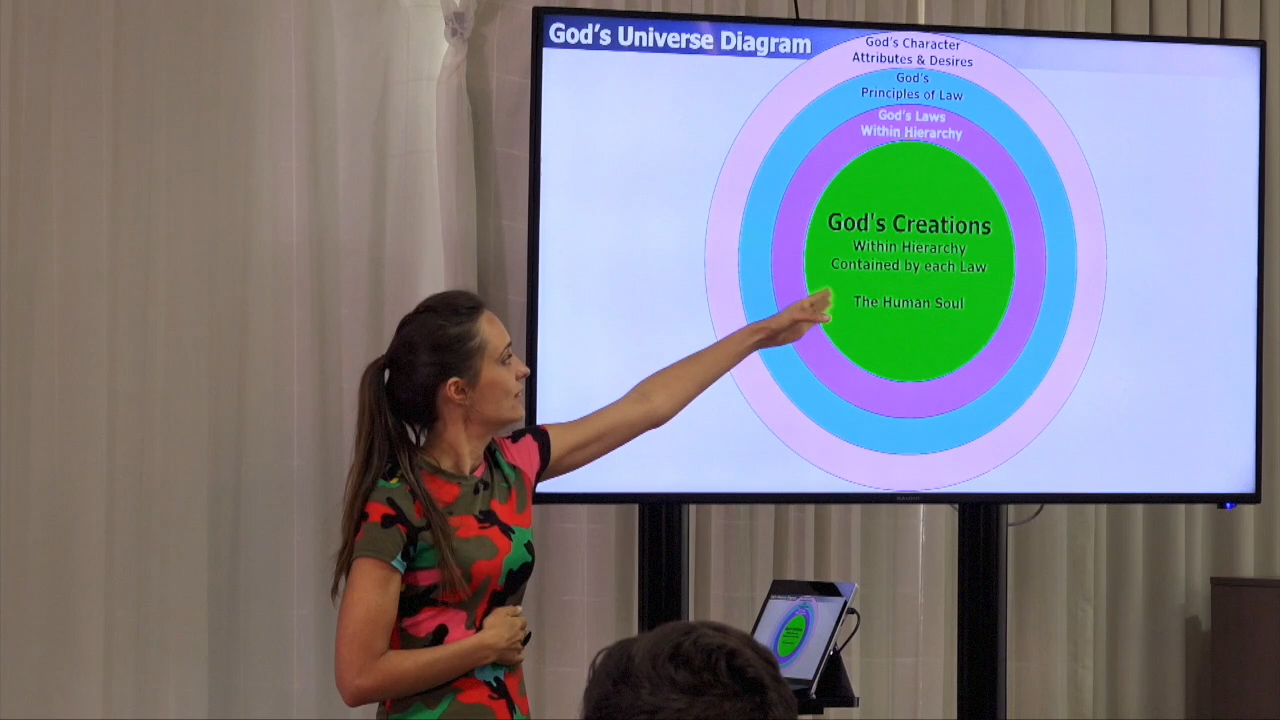 God's Universe Diagram
God's Character
Attributes & Desires
God's
Principles of Law
God's Laws
Within Hierarchy
God's Creations
Within Hierarchy
Contained by each Law
The Human Soul